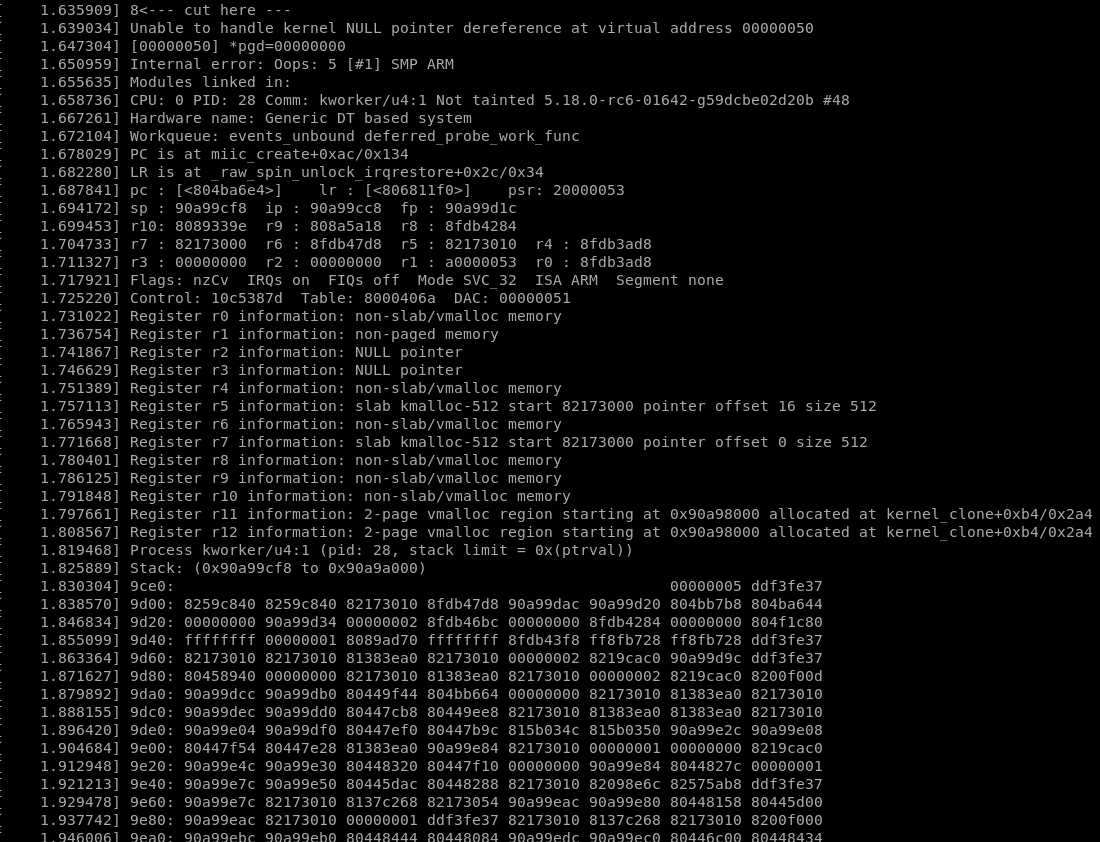 [    1.635909] 8<--- cut here ---
[    1.639034] Unable to handle kernel NULL pointer dereference at virtual address 00000050
[    1.647304] [00000050] *pgd=00000000
[    1.650959] Internal error: Oops: 5 [#1] SMP ARM
[    1.655635] Modules linked in:
[    1.658736] CPU: 0 PID: 28 Comm: kworker/u4:1 Not tainted 5.18.0-rc6-01642-g59dcbe02d20b #48
[    1.667261] Hardware name: Generic DT based system
[    1.672104] Workqueue: events_unbound deferred_probe_work_func
[    1.678029] PC is at miic_create+0xac/0x134
[    1.682280] LR is at _raw_spin_unlock_irqrestore+0x2c/0x34
[    1.687841] pc : [<804ba6e4>]    lr : [<806811f0>]    psr: 20000053
[    1.694172] sp : 90a99cf8  ip : 90a99cc8  fp : 90a99d1c
[    1.699453] r10: 8089339e  r9 : 808a5a18  r8 : 8fdb4284
[    1.704733] r7 : 82173000  r6 : 8fdb47d8  r5 : 82173010  r4 : 8fdb3ad8
[    1.711327] r3 : 00000000  r2 : 00000000  r1 : a0000053  r0 : 8fdb3ad8
[    1.717921] Flags: nzCv  IRQs on  FIQs off  Mode SVC_32  ISA ARM  Segment none
[    1.725220] Control: 10c5387d  Table: 8000406a  DAC: 00000051
[    1.731022] Register r0 information: non-slab/vmalloc memory
[    1.736754] Register r1 information: non-paged memory
[    1.741867] Register r2 information: NULL pointer
[    1.746629] Register r3 information: NULL pointer
[    1.751389] Register r4 information: non-slab/vmalloc memory
[    1.757113] Register r5 information: slab kmalloc-512 start 82173000 pointer offset 16 size 512
[    1.765943] Register r6 information: non-slab/vmalloc memory
[    1.771668] Register r7 information: slab kmalloc-512 start 82173000 pointer offset 0 size 512
[    1.780401] Register r8 information: non-slab/vmalloc memory
[    1.786125] Register r9 information: non-slab/vmalloc memory
[    1.791848] Register r10 information: non-slab/vmalloc memory
[    1.797661] Register r11 information: 2-page vmalloc region starting at 0x90a98000 allocated at kernel_clone+0xb4/0x2a4
[    1.808567] Register r12 information: 2-page vmalloc region starting at 0x90a98000 allocated at kernel_clone+0xb4/0x2a4
[    1.819468] Process kworker/u4:1 (pid: 28, stack limit = 0x(ptrval))
[    1.825889] Stack: (0x90a99cf8 to 0x90a9a000)
[    1.830304] 9ce0:                                                       00000005 ddf3fe37
[    1.838570] 9d00: 8259c840 8259c840 82173010 8fdb47d8 90a99dac 90a99d20 804bb7b8 804ba644
[    1.846834] 9d20: 00000000 90a99d34 00000002 8fdb46bc 00000000 8fdb4284 00000000 804f1c80
[    1.855099] 9d40: ffffffff 00000001 8089ad70 ffffffff 8fdb43f8 ff8fb728 ff8fb728 ddf3fe37
[    1.863364] 9d60: 82173010 82173010 81383ea0 82173010 00000002 8219cac0 90a99d9c ddf3fe37
[    1.871627] 9d80: 80458940 00000000 82173010 81383ea0 82173010 00000002 8219cac0 8200f00d
[    1.879892] 9da0: 90a99dcc 90a99db0 80449f44 804bb664 00000000 82173010 81383ea0 82173010
[    1.888155] 9dc0: 90a99dec 90a99dd0 80447cb8 80449ee8 82173010 81383ea0 81383ea0 82173010
[    1.896420] 9de0: 90a99e04 90a99df0 80447ef0 80447b9c 815b034c 815b0350 90a99e2c 90a99e08
[    1.904684] 9e00: 80447f54 80447e28 81383ea0 90a99e84 82173010 00000001 00000000 8219cac0
[    1.912948] 9e20: 90a99e4c 90a99e30 80448320 80447f10 00000000 90a99e84 8044827c 00000001
[    1.921213] 9e40: 90a99e7c 90a99e50 80445dac 80448288 82173010 82098e6c 82575ab8 ddf3fe37
[    1.929478] 9e60: 90a99e7c 82173010 8137c268 82173054 90a99eac 90a99e80 80448158 80445d00
[    1.937742] 9e80: 90a99eac 82173010 00000001 ddf3fe37 82173010 8137c268 82173010 8200f000
[    1.946006] 9ea0: 90a99ebc 90a99eb0 80448444 80448084 90a99edc 90a99ec0 80446c00 80448434